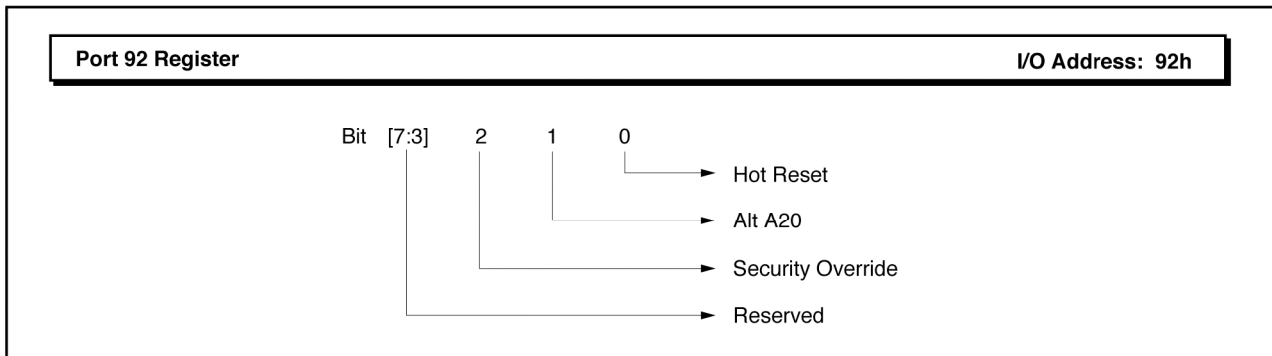 Port 92 Register I/O Address: 92h
Bit [7:3] 2 1 0
Hot Reset
Alt A20
Security Override
Reserved